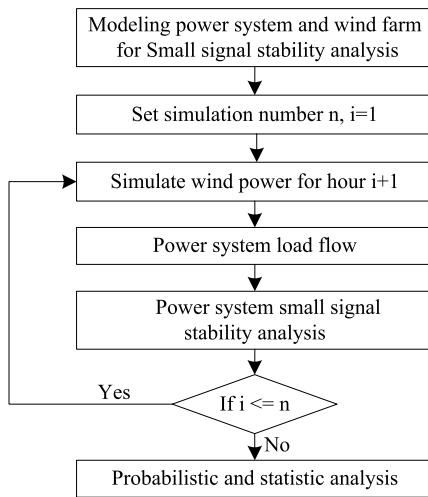 Modeling power system and wind farm
for Small signal stability analysis
Set simulation number n, i=1
Simulate wind power for hour i+1
Power system load flow
Power system small signal
stability analysis
Yes
If i <= n
No
Probabilistic and statistic analysis